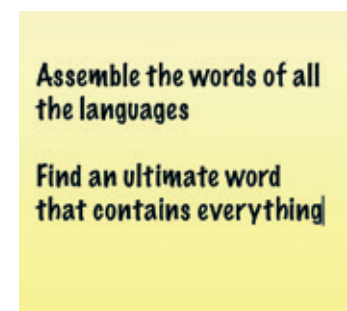 Assemble the words of all
the languages
Find an ultimate word
that contains everything